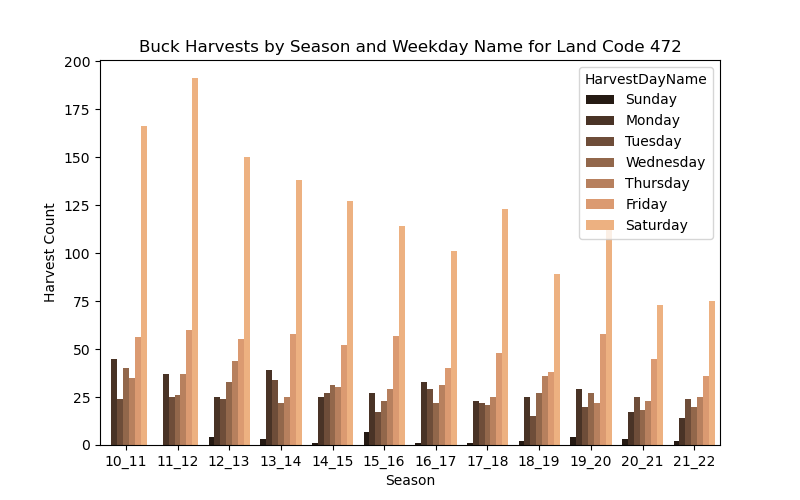 Buck Harvests by Season and Weekday Name for Land Code 472
200
175
150
125
100
75
50
25
0
Harvest Count
HarvestDayName
Sunday
Monday
Tuesday
Wednesday
Thursday
Friday
Saturday
10_11 11_12 12_13 13_14 14_15 15_16 16_17 17_18 18_19 19_20 20_21 21_22
Season